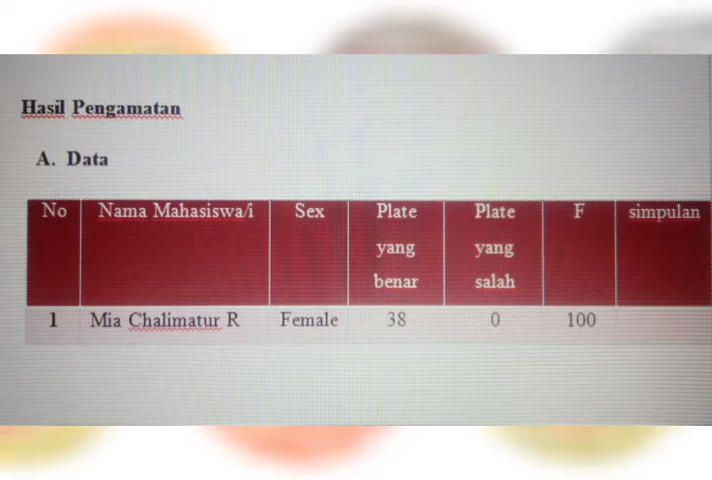 Hasil Pengamatan
A. Data
No Nama Mahasiswa/i Sex Plate yang benar Plate yang salah F simpulan
1 Mia Chalimatur R Female 38 0 100